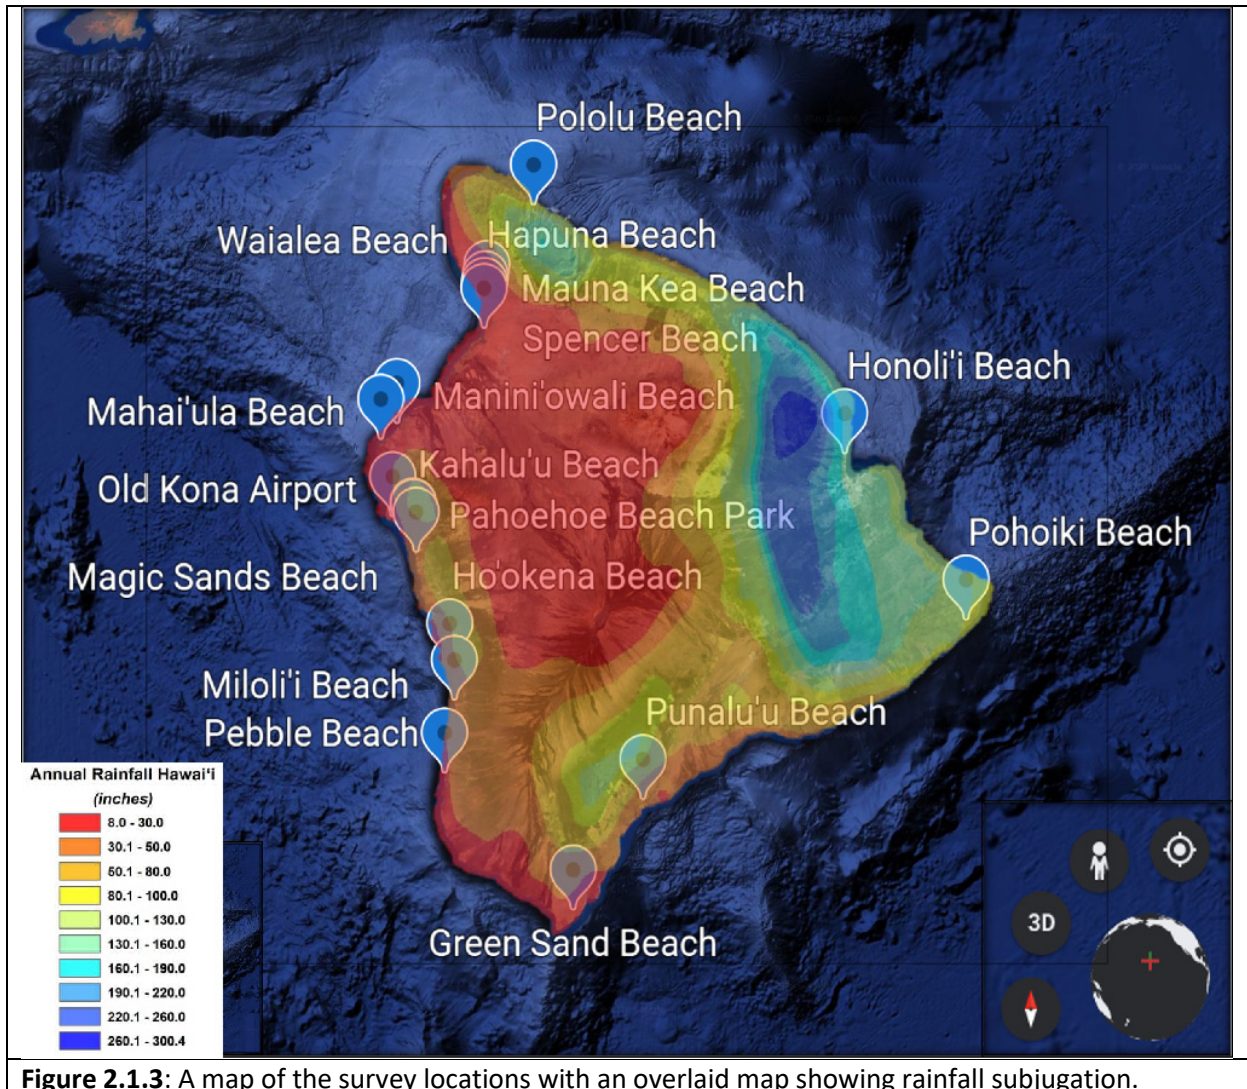 Pololu Beach
Waialea Beach
Hapuna Beach
Mauna Kea Beach
Spencer Beach
Honoli'i Beach
Manini'owali Beach
Mahai'ula Beach
Kahalu'u Beach
Old Kona Airport
Pahoehoe Beach Park
Pohoiki Beach
Magic Sands Beach
Ho'okena Beach
Miloli'i Beach
Punalu'u Beach
Pebble Beach
Annual Rainfall Hawai‘i
(inches)
8.0 - 30.0
30.1 - 50.0
50.1 - 80.0
80.1 - 100.0
100.1 - 130.0
130.1 - 160.0
160.1 - 190.0
190.1 - 220.0
220.1 - 260.0
260.1 - 300.4
Green Sand Beach
3D
Figure 2.1.3: A map of the survey locations with an overlaid map showing rainfall subjugation.